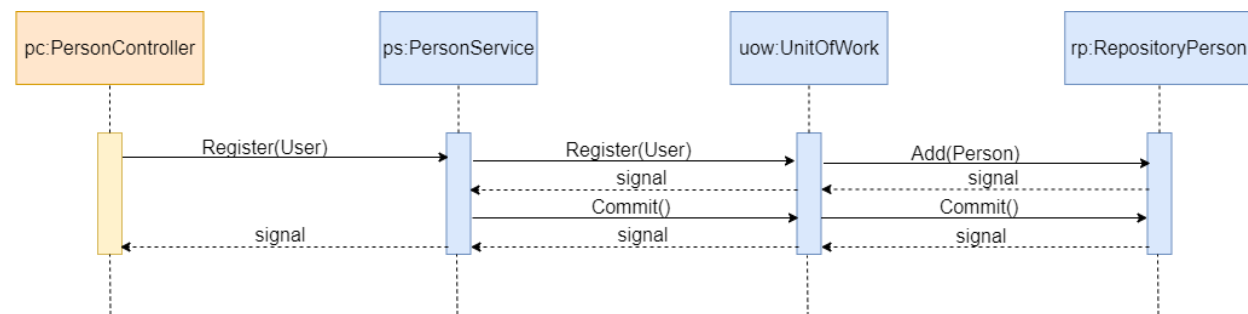 pc:PersonController
ps:PersonService
uow:UnitOfWork
rp:RepositoryPerson
Register(User)
Register(User)
Add(Person)
signal
signal
Commit()
Commit()
signal
signal
signal